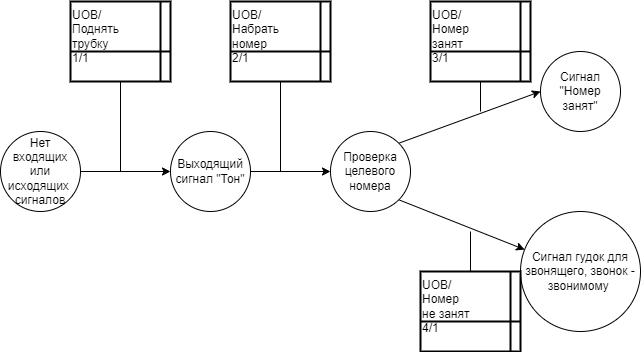 UOB/
Поднять
трубку
1/1
UOB/
Набрать
номер
2/1
UOB/
Номер
занят
3/1
Сигнал
"Номер
занят"
Нет
входящих
или
исходящих
сигналов
Выходящий
сигнал "Тон"
Проверка
целевого
номера
Сигнал гудок для
звонящего, звонок -
звонимому
UOB/
Номер
не занят
4/1